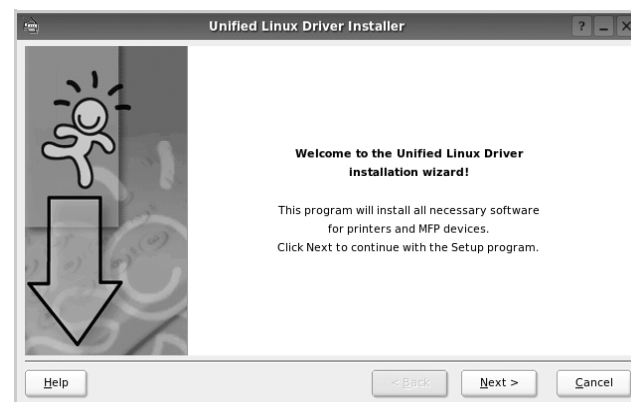 Unified Linux Driver Installer
Welcome to the Unified Linux Driver
installation wizard!
This program will install all necessary software
for printers and MFP devices.
Click Next to continue with the Setup program.
Help
< Back
Next >
Cancel